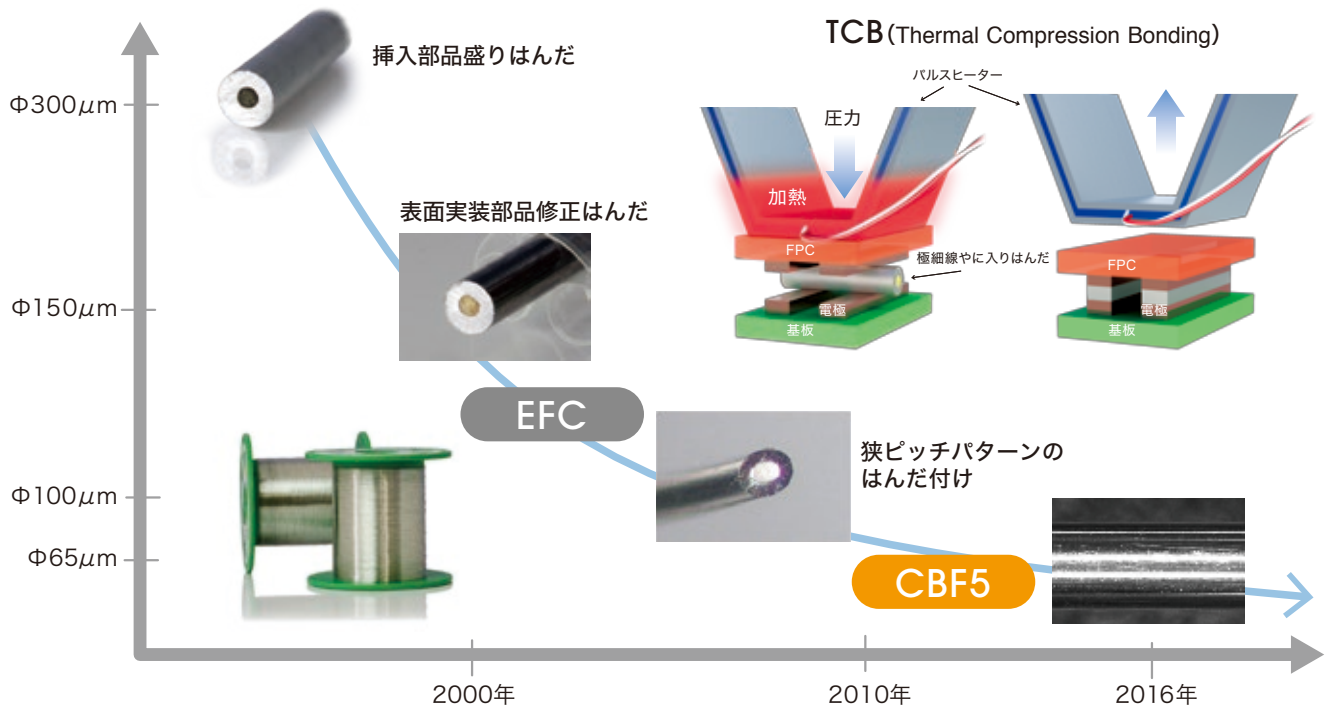 TCB(Thermal Compression Bonding)
挿入部品盛りはんだ
パルスヒーター
Φ300μm
圧力
加熱
表面実装部品修正はんだ
FPC
極細線やに入りはんだ
FPC
Φ150μm
電極
電極
基板
基板
EFC
狭ピッチパターンの
はんだ付け
Φ100μm
Φ65μm
CBF5
2000年
2010年
2016年